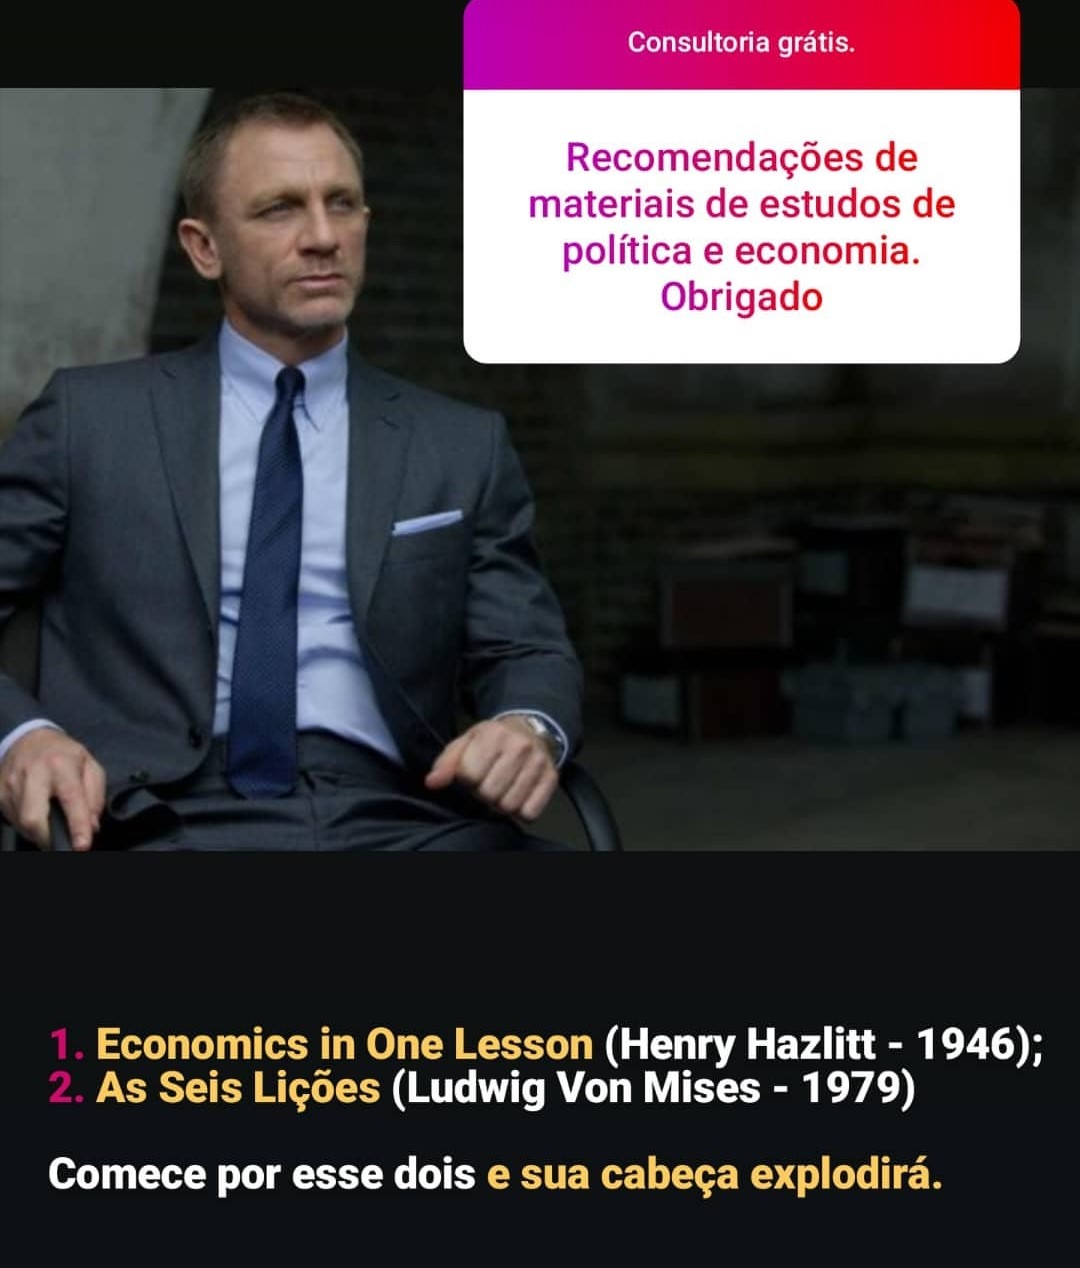 Consultoria grátis.
Recomendações de
materiais de estudos de
política e economia.
Obrigado
1. Economics in One Lesson (Henry Hazlitt - 1946);
2. As Seis Lições (Ludwig Von Mises - 1979)
Comece por esse dois e sua cabeça explodirá.